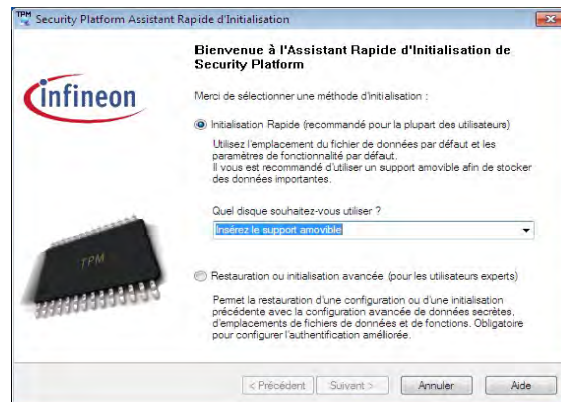 Security Platform Assistant Rapide d'Initialisation
Bienvenue à l'Assistant Rapide d'Initialisation de
Security Platform
infineon
Merci de sélectionner une méthode d'initialisation :
Initialisation Rapide (recommandé pour la plupart des utilisateurs)
Utilisez l'emplacement du fichier de données par défaut et les
paramètres de fonctionnalité par défaut.
Il vous est recommandé d'utiliser un support amovible afin de stocker
des données importantes.
Quel disque souhaitez-vous utiliser ?
Insérez le support amovible
TPM
Restauration ou initialisation avancée (pour les utilisateurs experts)
Permet la restauration d'une configuration ou d'une initialisation
précédente avec la configuration avancée de données secrètes,
d'emplacements de fichiers de données et de fonctions. Obligatoire
pour configurer l'authentification améliorée.
< Précédent Suivant > Annuler Aide